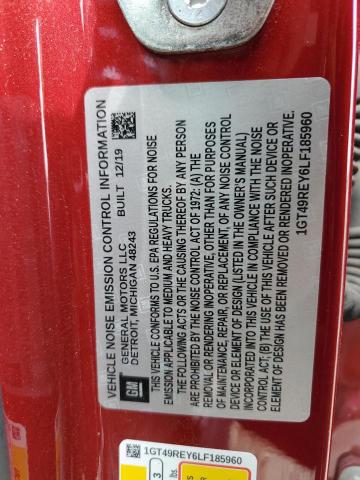 VEHICLE NOISE EMISSION CONTROL INFORMATION
GM
GENERAL MOTORS LLC
DETROIT, MICHIGAN 48243
BUILT 12/19
THIS VEHICLE CONFORMS TO U.S. EPA REGULATIONS FOR NOISE
EMISSION APPLICABLE TO MEDIUM AND HEAVY TRUCKS.
THE FOLLOWING ACTS OR THE CAUSING THEREOF BY ANY PERSON
ARE PROHIBITED BY THE NOISE CONTROL ACT OF 1972: (A) THE
REMOVAL OR RENDERING INOPERATIVE, OTHER THAN FOR PURPOSES
OF MAINTENANCE, REPAIR, OR REPLACEMENT, OF ANY NOISE CONTROL
DEVICE OR ELEMENT OF DESIGN (LISTED IN THE OWNER'S MANUAL)
INCORPORATED INTO THIS VEHICLE IN COMPLIANCE WITH THE NOISE
CONTROL ACT; (B) THE USE OF THIS VEHICLE AFTER SUCH DEVICE OR
ELEMENT OF DESIGN HAS BEEN REMOVED OR RENDERED INOPERATIVE.
1GT49REY6LF185960
1GT49REY6LF185960
3
lbs.